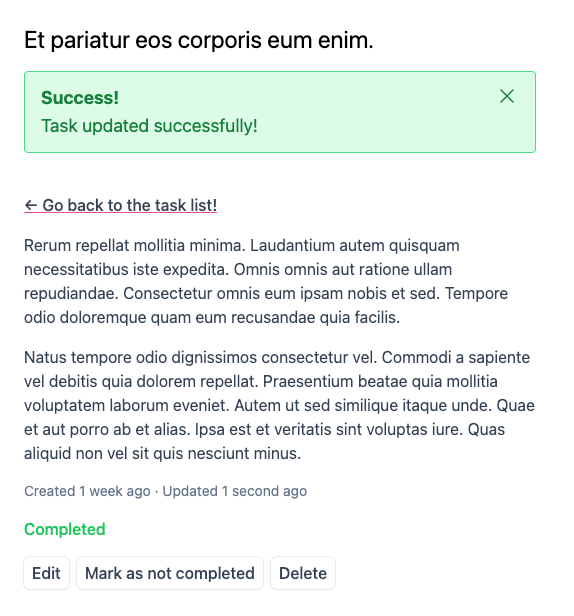 Et pariatur eos corporis eum enim.
Success!
Task updated successfully!
← Go back to the task list!
Rerum repellat mollitia minima. Laudantium autem quisquam
necessitatibus iste expedita. Omnis omnis aut ratione ullam
repudiandae. Consectetur omnis eum ipsam nobis et sed. Tempore
odio doloremque quam eum recusandae quia facilis.
Natus tempore odio dignissimos consectetur vel. Commodi a sapiente
vel debitis quia dolorem repellat. Praesentium beatae quia mollitia
voluptatem laborum eveniet. Autem ut sed similique itaque unde. Quae
et aut porro ab et alias. Ipsa est et veritatis sint voluptas iure. Quas
aliquid non vel sit quis nesciunt minus.
Created 1 week ago · Updated 1 second ago
Completed
Edit Mark as not completed Delete